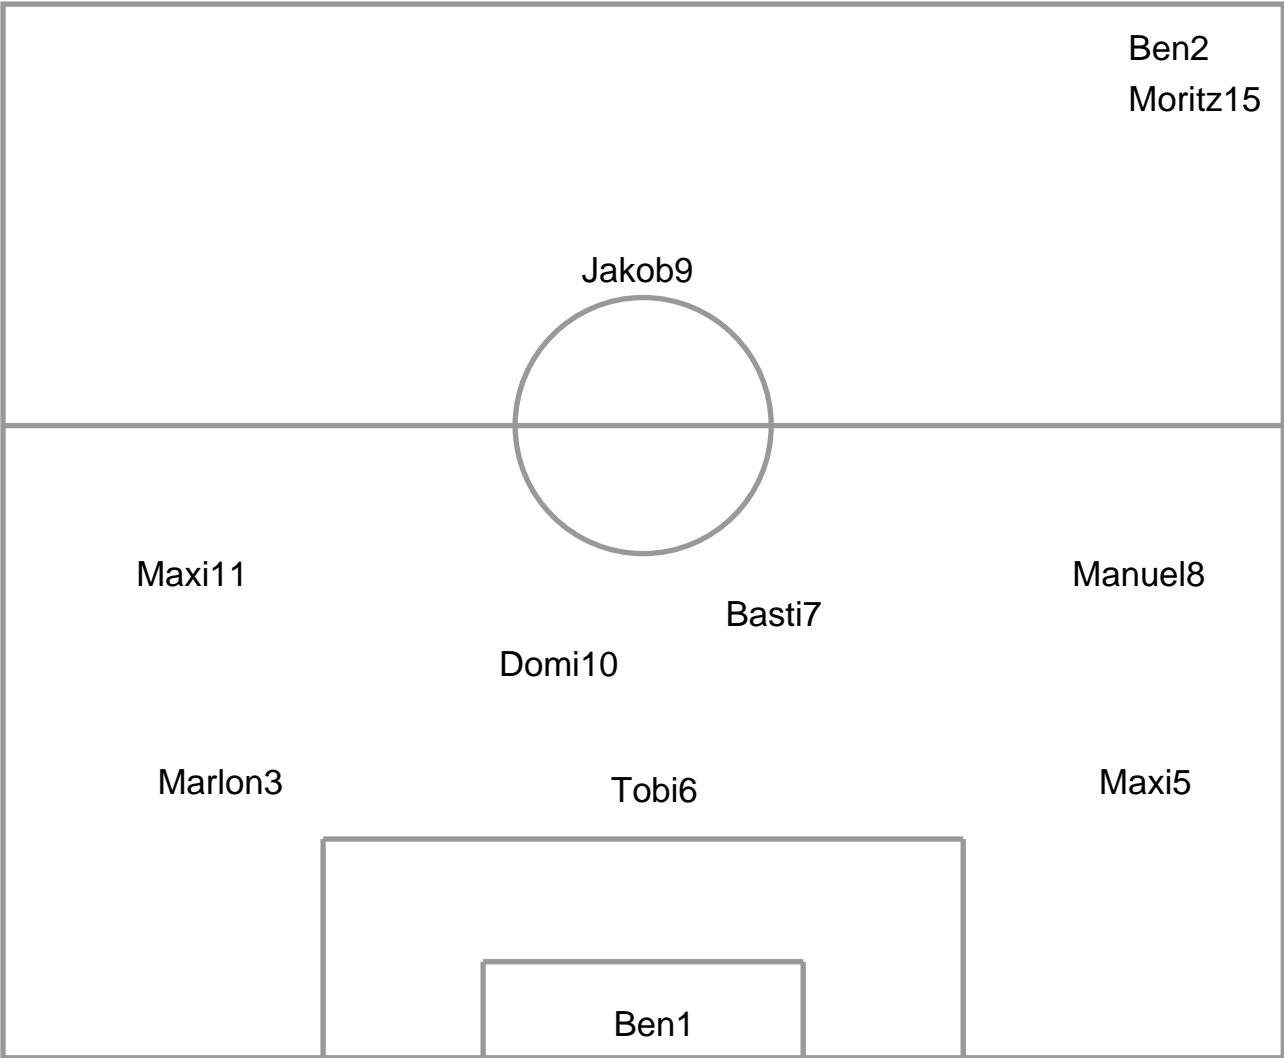 Ben2
Moritz15
Jakob9
Maxi11
Manuel8
Basti7
Domi10
Marlon3
Tobi6
Maxi5
Ben1